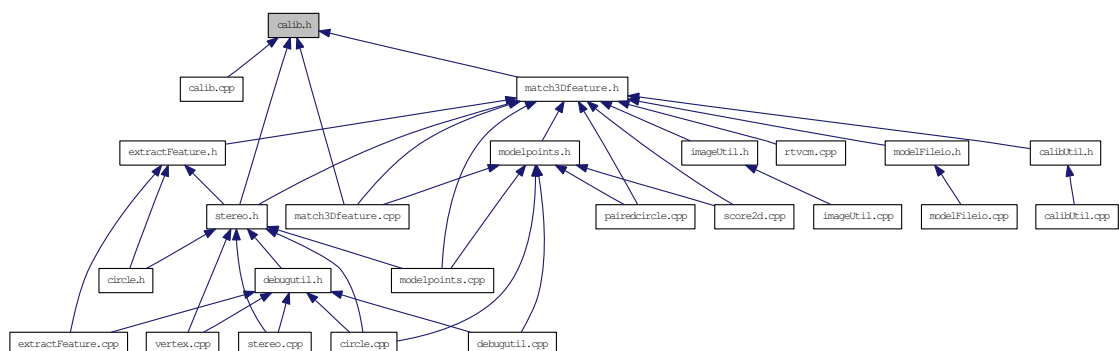 calib.h
calib.cpp
match3Dfeature.h
extractFeature.h
modelpoints.h
imageUtil.h
rtvcm.cpp
modelFileio.h
calibUtil.h
stereo.h
match3Dfeature.cpp
pairedcircle.cpp
score2d.cpp
imageUtil.cpp
modelFileio.cpp
calibUtil.cpp
circle.h
debugutil.h
modelpoints.cpp
extractFeature.cpp
vertex.cpp
stereo.cpp
circle.cpp
debugutil.cpp